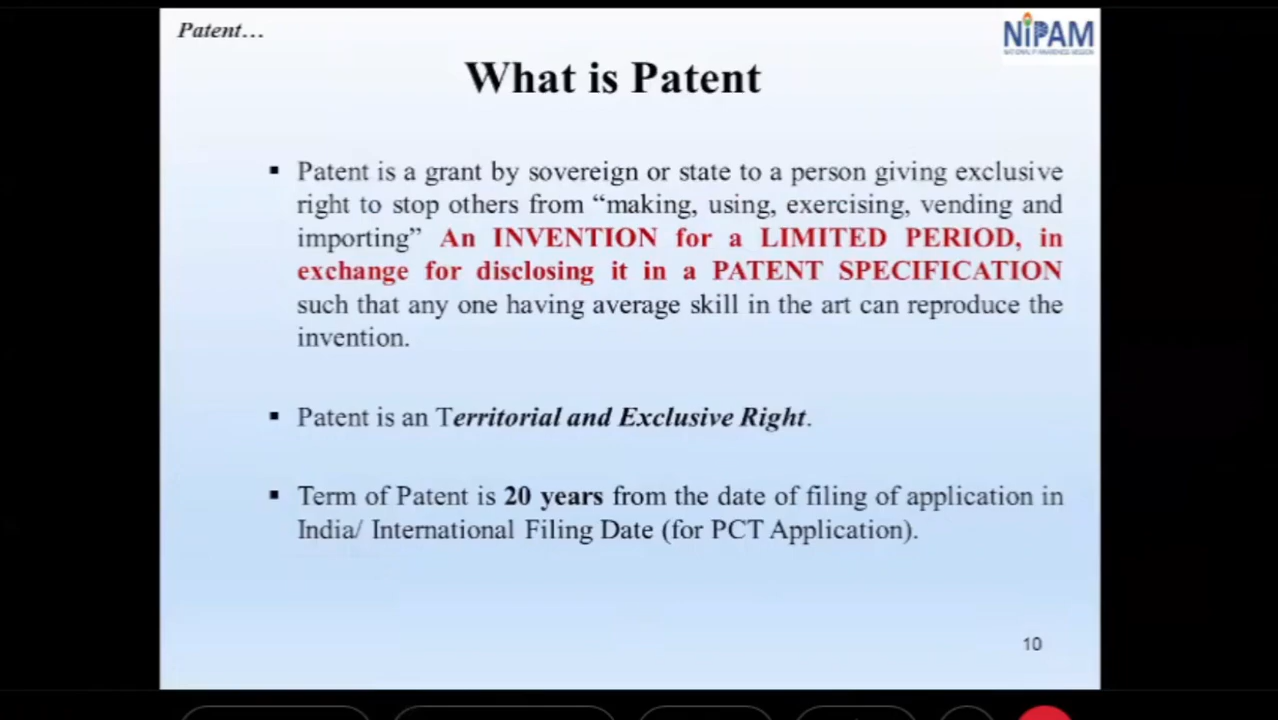 Patent…
NIPAM
What is Patent
▪ Patent is a grant by sovereign or state to a person giving exclusive
right to stop others from “making, using, exercising, vending and
importing” An INVENTION for a LIMITED PERIOD, in
exchange for disclosing it in a PATENT SPECIFICATION
such that any one having average skill in the art can reproduce the
invention.
▪ Patent is an Territorial and Exclusive Right.
▪ Term of Patent is 20 years from the date of filing of application in
India/ International Filing Date (for PCT Application).
10